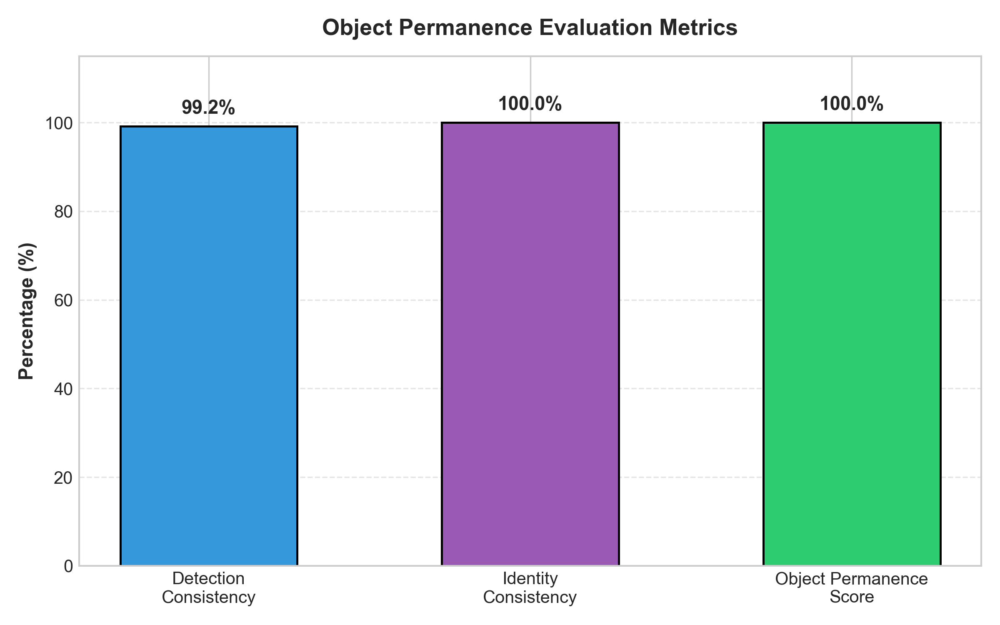 Object Permanence Evaluation Metrics
99.2%
100.0%
100.0%
100
80
60
40
20
0
Percentage (%)
Detection
Consistency
Identity
Consistency
Object Permanence
Score